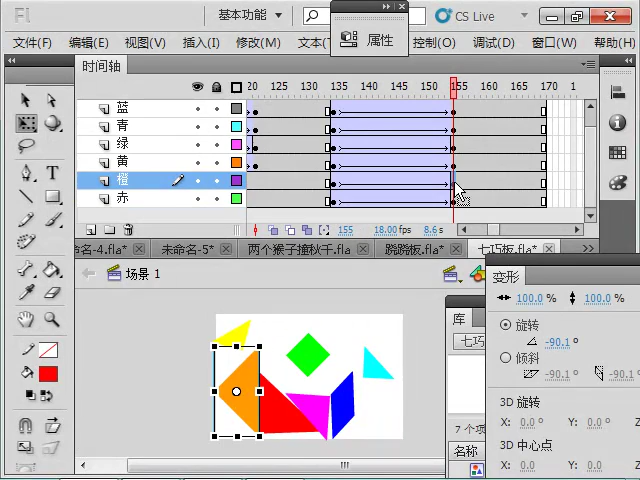 Fl 基本功能 CS Live
属性
文件(F) 编辑(E) 视图(V) 插入(I) 修改(M) 文本( 控制(O) 调试(D) 窗口(W) 帮助(H)
时间轴
120 125 130 135 140 145 150 155 160 165 170 1
蓝
青
绿
黄
橙
赤
155 18.00 fps 8.6 s
命名-4.fla* 未命名-5* 两个猴子撞秋千.fla 跷跷板.fla* 七巧板.fla*
场景 1
变形
100.0 % 100.0 %
旋转
-90.1 °
倾斜
-90.1 ° -90.1 °
3D 旋转
X: 0.0 ° Y: 0.0 ° Z
3D 中心点
X: 0.0 Y: 0.0 Z
库
七巧
7 个项
名称